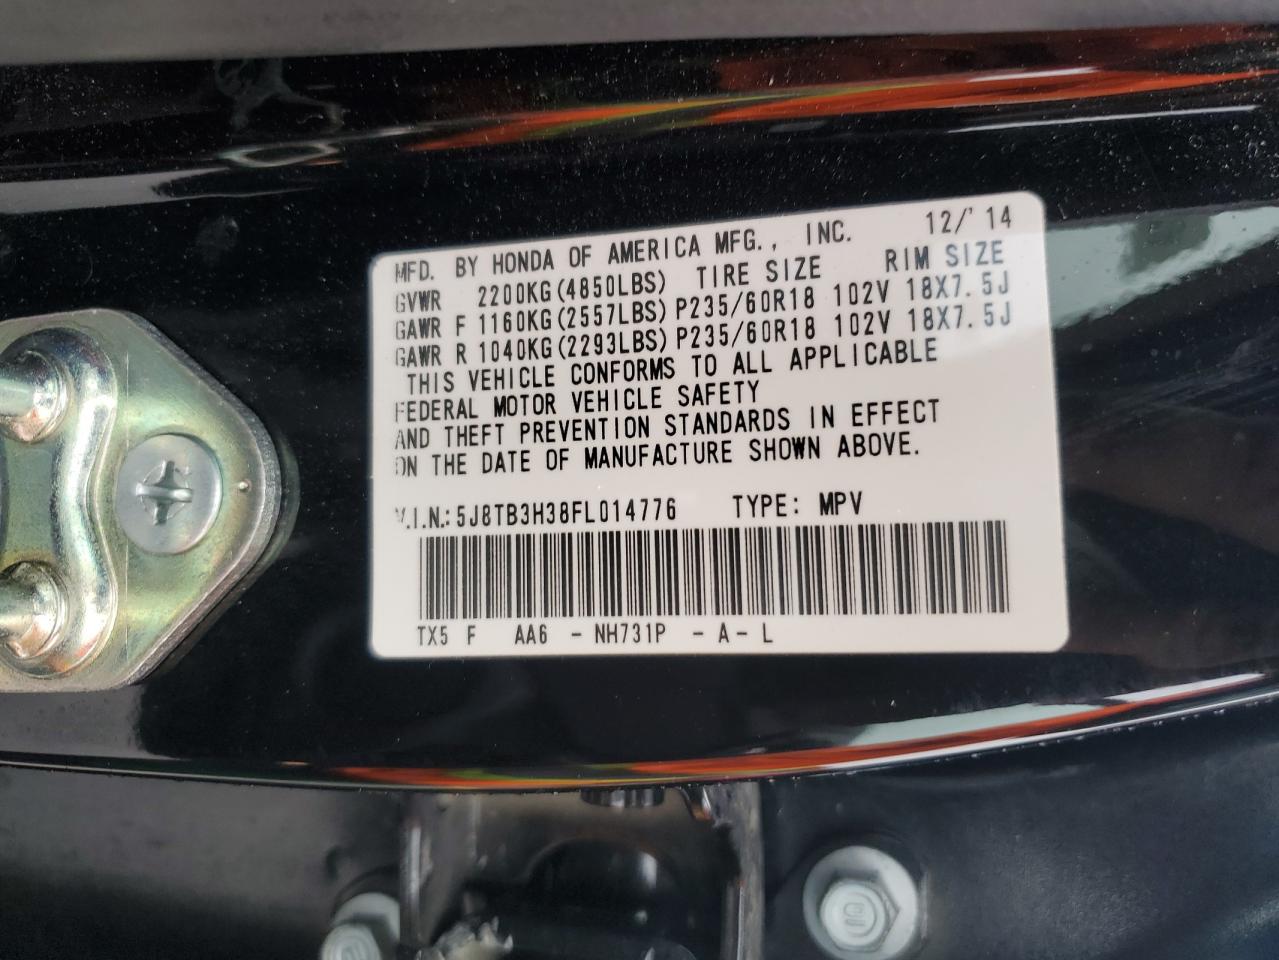 MFD. BY HONDA OF AMERICA MFG., INC. 12/'14
GVWR 2200KG(4850LBS) TIRE SIZE RIM SIZE
GAWR F 1160KG(2557LBS) P235/60R18 102V 18X7.5J
GAWR R 1040KG(2293LBS) P235/60R18 102V 18X7.5J
THIS VEHICLE CONFORMS TO ALL APPLICABLE
FEDERAL MOTOR VEHICLE SAFETY
AND THEFT PREVENTION STANDARDS IN EFFECT
ON THE DATE OF MANUFACTURE SHOWN ABOVE.
V.I.N.: 5J8TB3H38FL014776 TYPE: MPV
TX5 F AA6 - NH731P - A - L